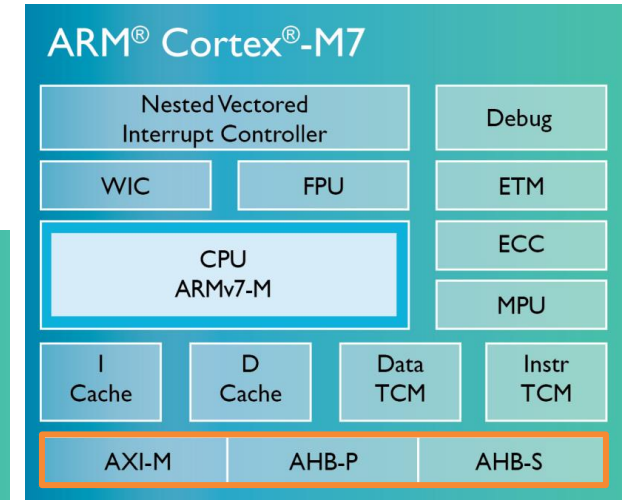 ARM® Cortex®-M7
Nested Vectored
Interrupt Controller
Debug
WIC
FPU
ETM
CPU
ARMv7-M
ECC
MPU
I
Cache
D
Cache
Data
TCM
Instr
TCM
AXI-M
AHB-P
AHB-S